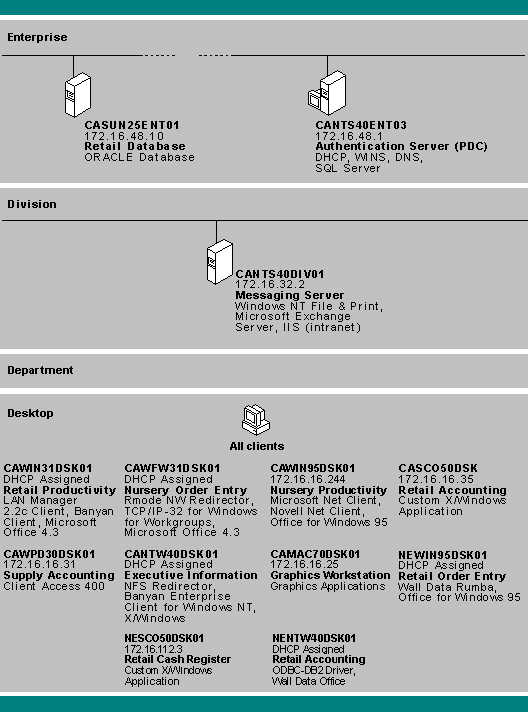 Enterprise
CASUN25ENT01
172.16.48.10
Retail Database
ORACLE Database
CANTS40ENT03
172.16.48.1
Authentication Server (PDC)
DHCP, WINS, DNS,
SQL Server
Division
CANTS40DIV01
172.16.32.2
Messaging Server
Windows NT File & Print,
Microsoft Exchange
Server, IIS (intranet)
Department
Desktop
All clients
CAWIN31DSK01
DHCP Assigned
Retail Productivity
LAN Manager
2.2c Client, Banyan
Client, Microsoft
Office 4.3
CAWFW31DSK01
DHCP Assigned
Nursery Order Entry
Rmode NW Redirector,
TCP/IP-32 for Windows
for Workgroups,
Microsoft Office 4.3
CAWIN95DSK01
172.16.16.244
Nursery Productivity
Microsoft Net Client,
Novell Net Client,
Office for Windows 95
CASCO50DSK
172.16.16.35
Retail Accounting
Custom X/Windows
Application
CAWPD30DSK01
172.16.16.31
Supply Accounting
Client Access 400
CANTW40DSK01
DHCP Assigned
Executive Information
NFS Redirector,
Banyan Enterprise
Client for Windows NT,
X/Windows
CAMAC70DSK01
172.16.16.25
Graphics Workstation
Graphics Applications
NEWIN95DSK01
DHCP Assigned
Retail Order Entry
Wall Data Rumba,
Office for Windows 95
NESCO50DSK01
172.16.112.3
Retail Cash Register
Custom X/Windows
Application
NENTW40DSK01
DHCP Assigned
Retail Accounting
ODBC-DB2 Driver,
Wall Data Office